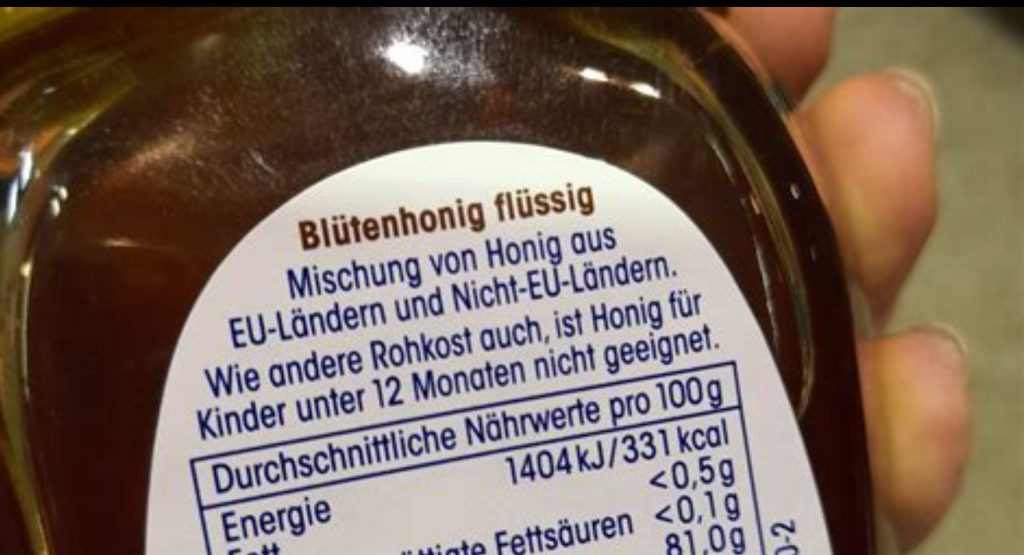 Blütenhonig flüssig
Mischung von Honig aus
EU-Ländern und Nicht-EU-Ländern.
Wie andere Rohkost auch, ist Honig für
Kinder unter 12 Monaten nicht geeignet.
Durchschnittliche Nährwerte pro 100g
Energie 1404kJ/331kcal
<0,5g
Fettsäuren <0,1g
81,0g